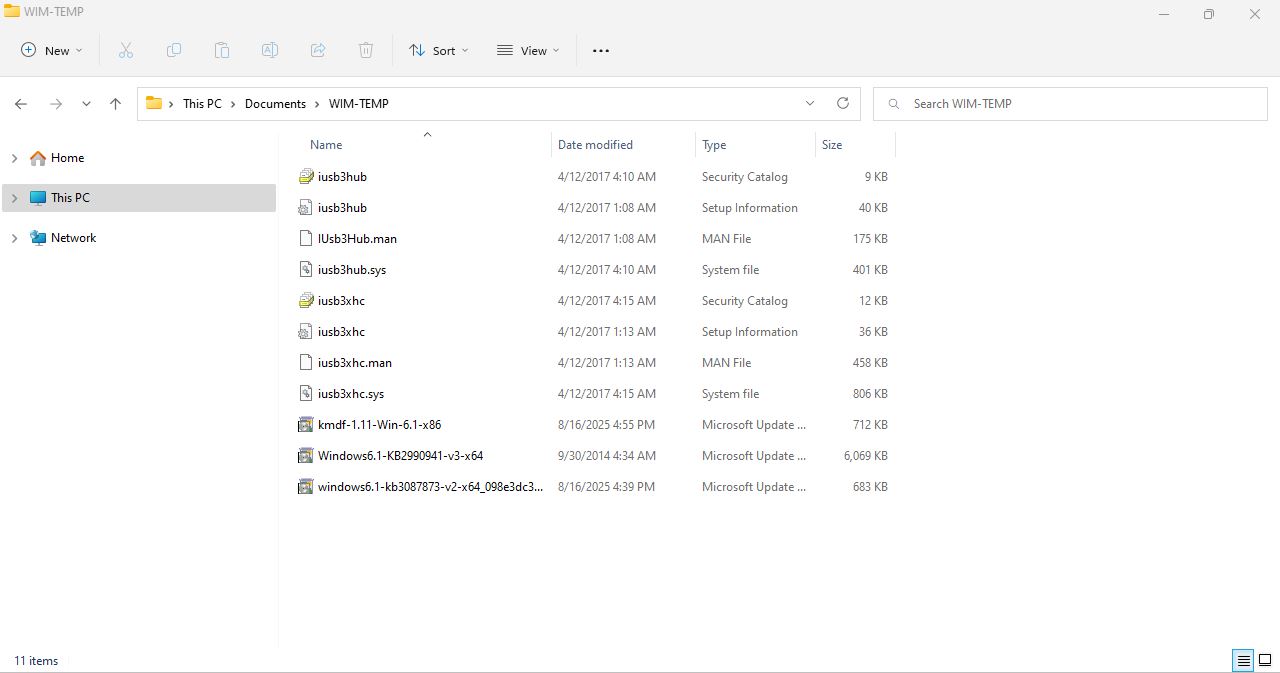 WIM-TEMP
New Sort View
This PC Documents WIM-TEMP Search WIM-TEMP
Home
This PC
Network
Name Date modified Type Size
iusb3hub 4/12/2017 4:10 AM Security Catalog 9 KB
iusb3hub 4/12/2017 1:08 AM Setup Information 40 KB
IUsb3Hub.man 4/12/2017 1:08 AM MAN File 175 KB
iusb3hub.sys 4/12/2017 4:10 AM System file 401 KB
iusb3xhc 4/12/2017 4:15 AM Security Catalog 12 KB
iusb3xhc 4/12/2017 1:13 AM Setup Information 36 KB
iusb3xhc.man 4/12/2017 1:13 AM MAN File 458 KB
iusb3xhc.sys 4/12/2017 4:15 AM System file 806 KB
kmdf-1.11-Win-6.1-x86 8/16/2025 4:55 PM Microsoft Update ... 712 KB
Windows6.1-KB2990941-v3-x64 9/30/2014 4:34 AM Microsoft Update ... 6,069 KB
windows6.1-kb3087873-v2-x64_098e3dc3... 8/16/2025 4:39 PM Microsoft Update ... 683 KB
11 items